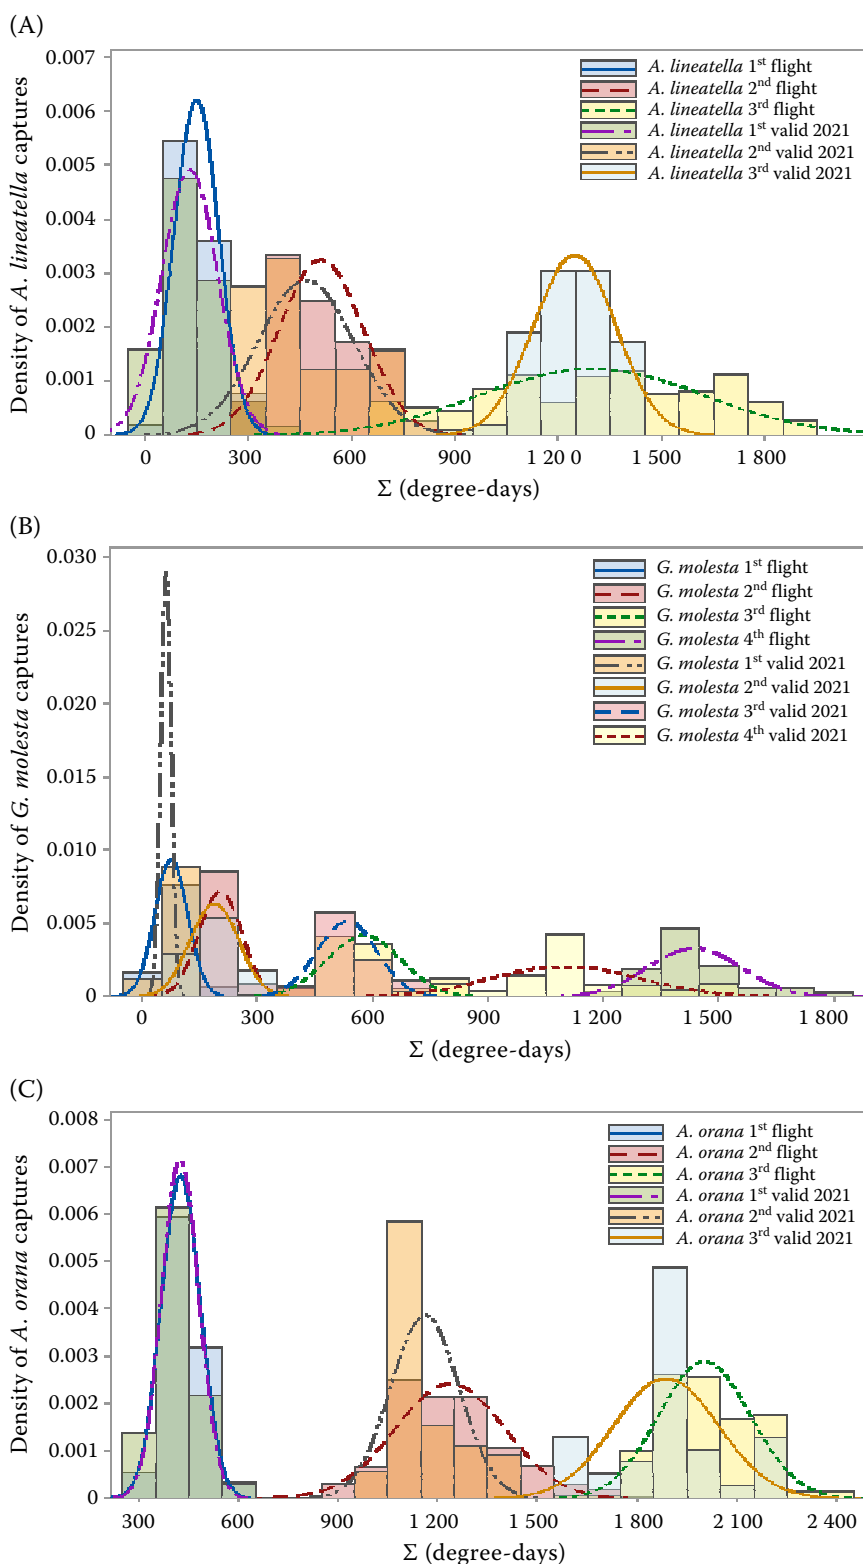 (A)
Density of A. lineatella captures
0.007
0.006
0.005
0.004
0.003
0.002
0.001
0
A. lineatella 1st flight
A. lineatella 2nd flight
A. lineatella 3rd flight
A. lineatella 1st valid 2021
A. lineatella 2nd valid 2021
A. lineatella 3rd valid 2021
0 300 600 900 1 20 0 1 500 1 800
Σ (degree-days)
(B)
Density of G. molesta captures
0.030
0.025
0.020
0.015
0.010
0.005
0
G. molesta 1st flight
G. molesta 2nd flight
G. molesta 3rd flight
G. molesta 4th flight
G. molesta 1st valid 2021
G. molesta 2nd valid 2021
G. molesta 3rd valid 2021
G. molesta 4th valid 2021
0 300 600 900 1 200 1 500 1 800
Σ (degree-days)
(C)
Density of A. orana captures
0.008
0.007
0.006
0.005
0.004
0.003
0.002
0.001
0
A. orana 1st flight
A. orana 2nd flight
A. orana 3rd flight
A. orana 1st valid 2021
A. orana 2nd valid 2021
A. orana 3rd valid 2021
300 600 900 1 200 1 500 1 800 2 100 2 400
Σ (degree-days)